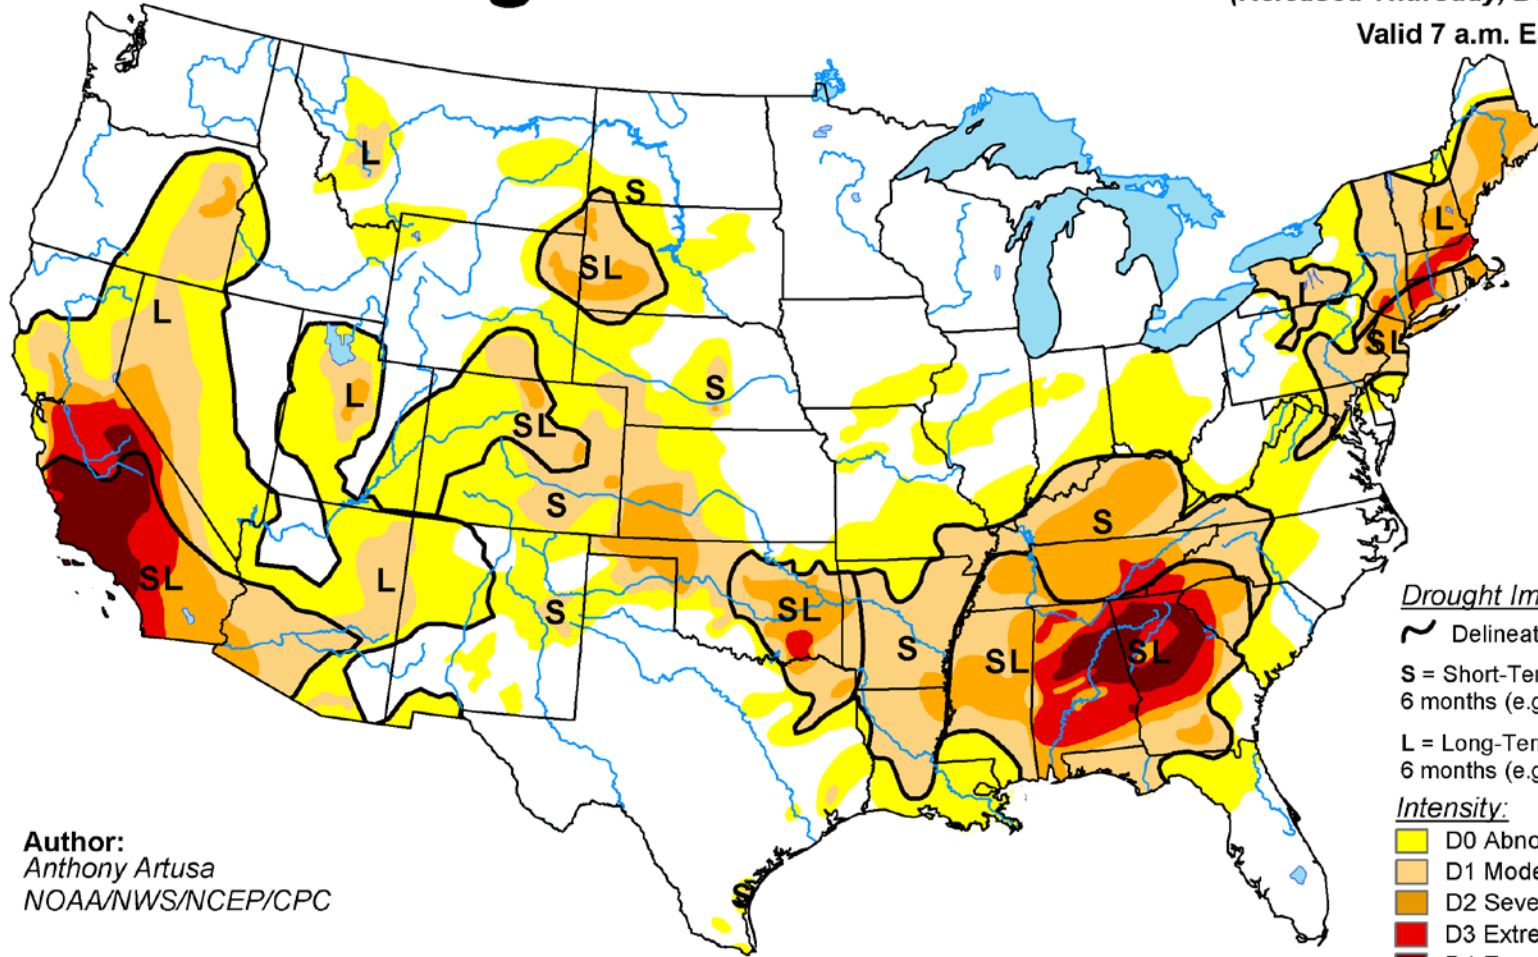 Valid 7 a.m. E
L
S
SL
L
L
L
L
SL
S
SL
S
S
SL
L
SL
S
SL
S
SL
SL
S
Drought Im
Delineat
S = Short-Ter
6 months (e.g
L = Long-Ter
6 months (e.g
Intensity:
D0 Abno
D1 Mode
D2 Seve
D3 Extre
Author:
Anthony Artusa
NOAA/NWS/NCEP/CPC